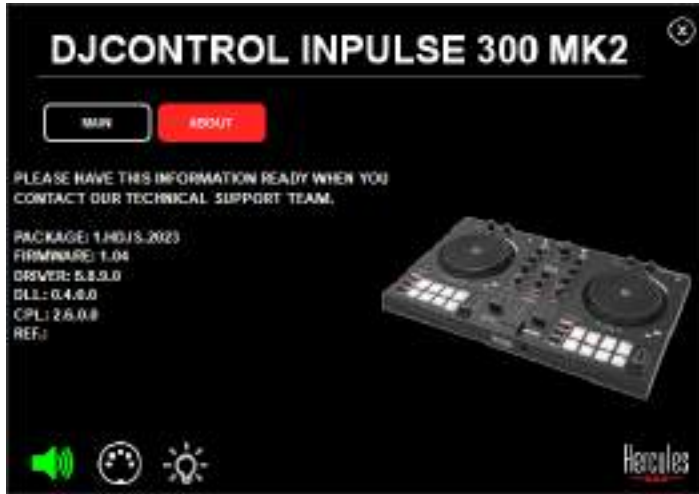 DJCONTROL INPULSE 300 MK2
MAIN
ABOUT
PLEASE HAVE THIS INFORMATION READY WHEN YOU
CONTACT OUR TECHNICAL SUPPORT TEAM.
PACKAGE: 1.HDJS.2023
FIRMWARE: 1.04
DRIVER: 5.8.9.0
DLL: 0.4.0.0
CPL: 2.6.0.0
REF.:
Hercules